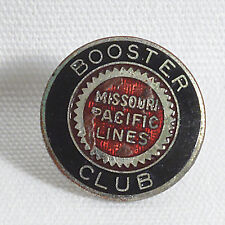 BOOSTER
MISSOURI
PACIFIC
LINES
CLUB